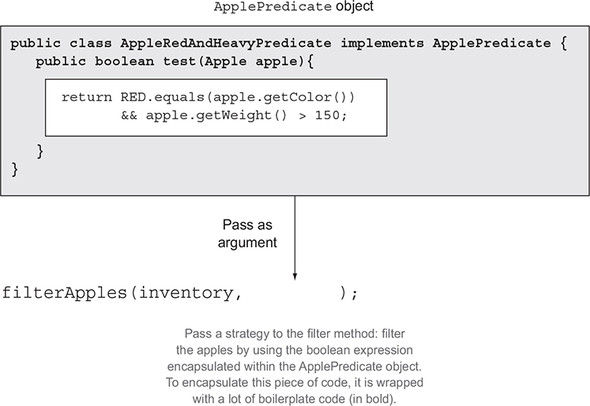 ApplePredicate object
public class AppleRedAndHeavyPredicate implements ApplePredicate {
public boolean test(Apple apple){
return RED.equals(apple.getColor())
&& apple.getWeight() > 150;
}
}
Pass as
argument
filterApples(inventory,        );
Pass a strategy to the filter method: filter
the apples by using the boolean expression
encapsulated within the ApplePredicate object.
To encapsulate this piece of code, it is wrapped
with a lot of boilerplate code (in bold).